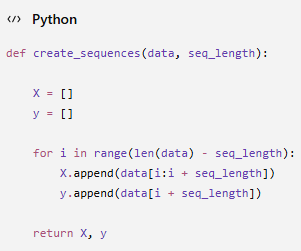 </> Python
def create_sequences(data, seq_length):
    X = []
    y = []
    for i in range(len(data) - seq_length):
        X.append(data[i:i + seq_length])
        y.append(data[i + seq_length])
    return X, y